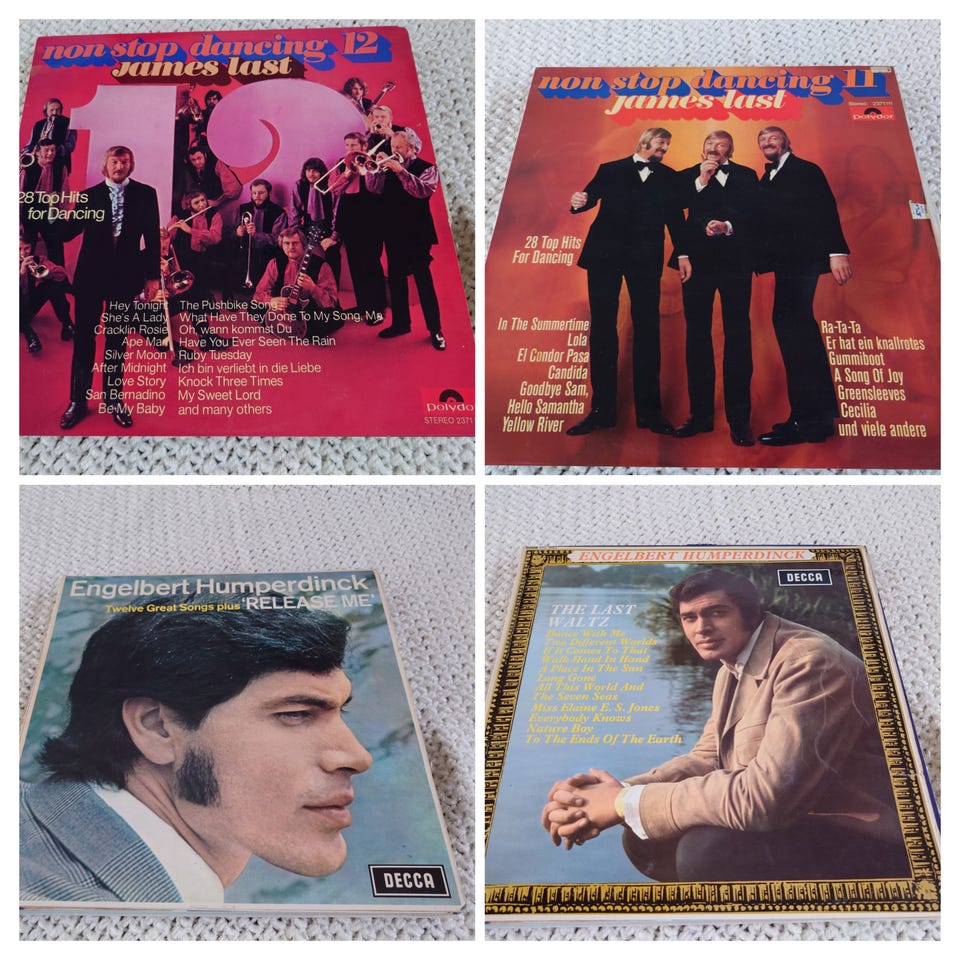 non stop dancing 12
james last
28 Top Hits
for Dancing
Hey Tonight
She's A Lady
Cracklin Rosie
Ape Man
Silver Moon
After Midnight
Love Story
San Bernadino
Be My Baby
The Pushbike Song
What Have They Done To My Song, Ma
Oh, wann kommst Du
Have You Ever Seen The Rain
Ruby Tuesday
Ich bin verliebt in die Liebe
Knock Three Times
My Sweet Lord
and many others
Polydor
STEREO 2371
non stop dancing 11
james last
Stereo 2371111
Polydor
28 Top Hits
For Dancing
In The Summertime
Lola
El Condor Pasa
Candida
Goodbye Sam,
Hello Samantha
Yellow River
Ra-Ta-Ta
Er hat ein knallrotes
Gummiboot
A Song Of Joy
Greensleeves
Cecilia
und viele andere
Engelbert Humperdinck
Twelve Great Songs plus 'RELEASE ME'
DECCA
ENGELBERT HUMPERDINCK
DECCA
THE LAST
WALTZ
Dance With Me
Two Different Worlds
If It Comes To That
Walk Hand In Hand
A Place In The Sun
Long Gone
All This World And
The Seven Seas
Miss Elaine E. S. Jones
Everybody Knows
Nature Boy
To The Ends Of The Earth